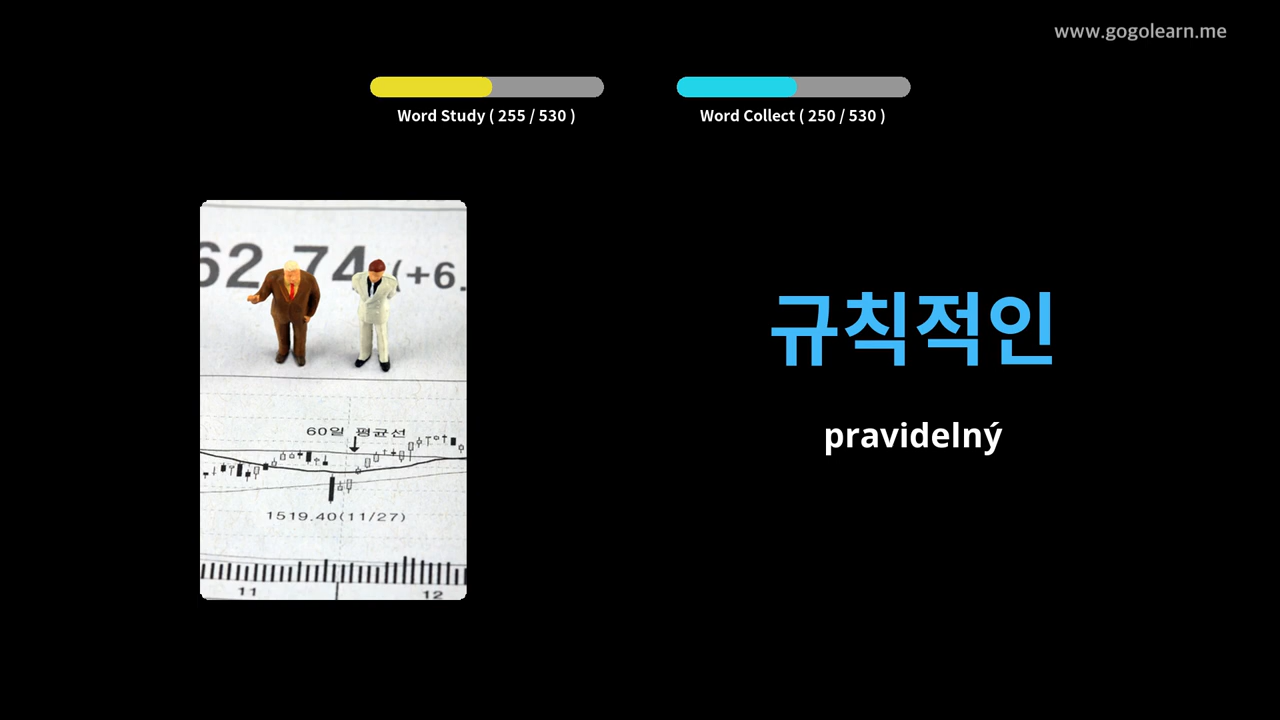 www.gogolearn.me
Word Study ( 255 / 530 )
Word Collect ( 250 / 530 )
62 74 (+6.
60일 평균선
1519.40(11/27)
11
12
규칙적인
pravidelný